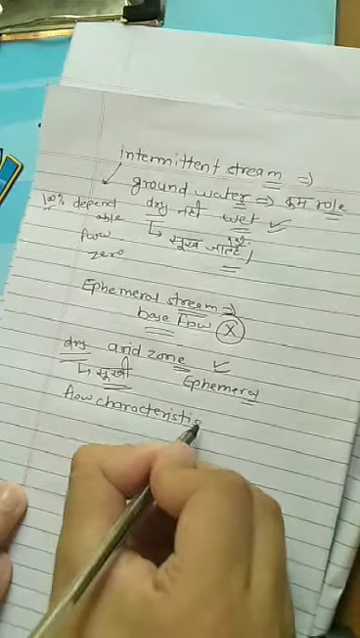 intermittent stream ⇒
ground water ⇒ कम role
100% depend able dry नदी wet ✓
flow zero ↳ सूख जाती है,
Ephemeral stream ⇒
base flow (X)
dry arid zone ✓
↳ सूखी Ephemeral
flow characteristic